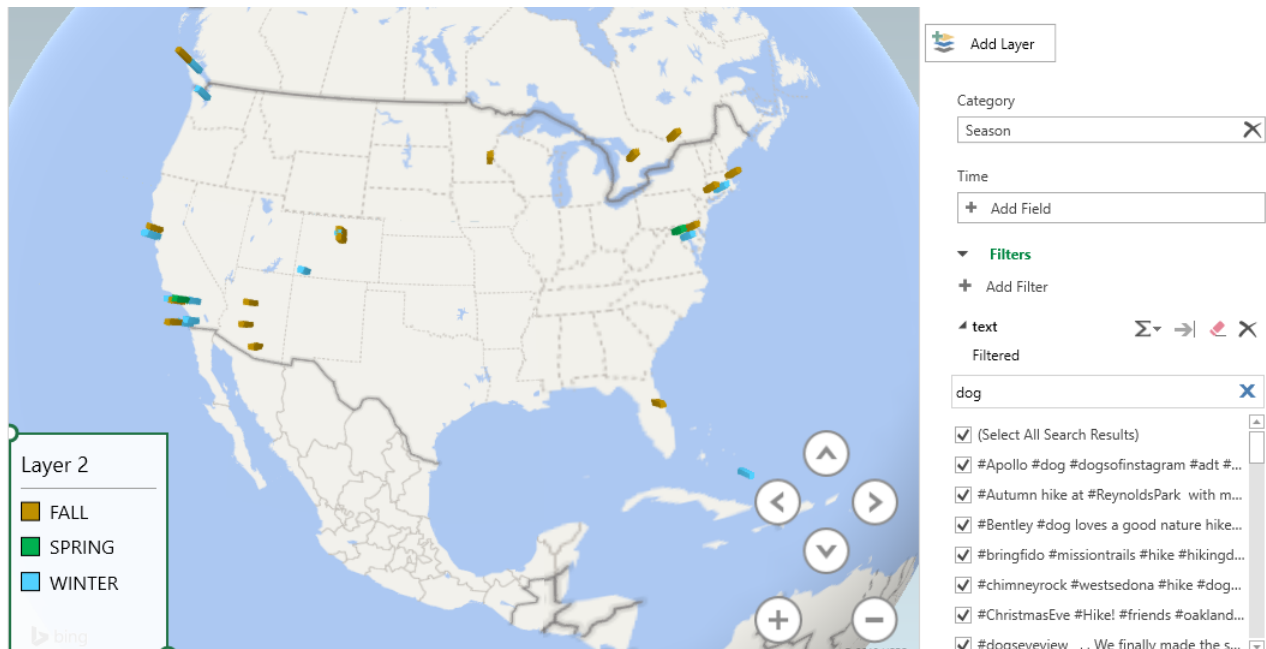 Add Layer
Category
Season
Time
Add Field
Filters
Add Filter
text
Filtered
dog
(Select All Search Results)
#Apollo #dog #dogsofinstagram #adt #...
#Autumn hike at #ReynoldsPark with m...
#Bentley #dog loves a good nature hike...
#bringfido #missiontrails #hike #hikingd...
#chimneyrock #westsedona #hike #dog...
#ChristmasEve #Hike! #friends #oakland...
#dogseyeview . . We finally made the s...
Layer 2
FALL
SPRING
WINTER
bing